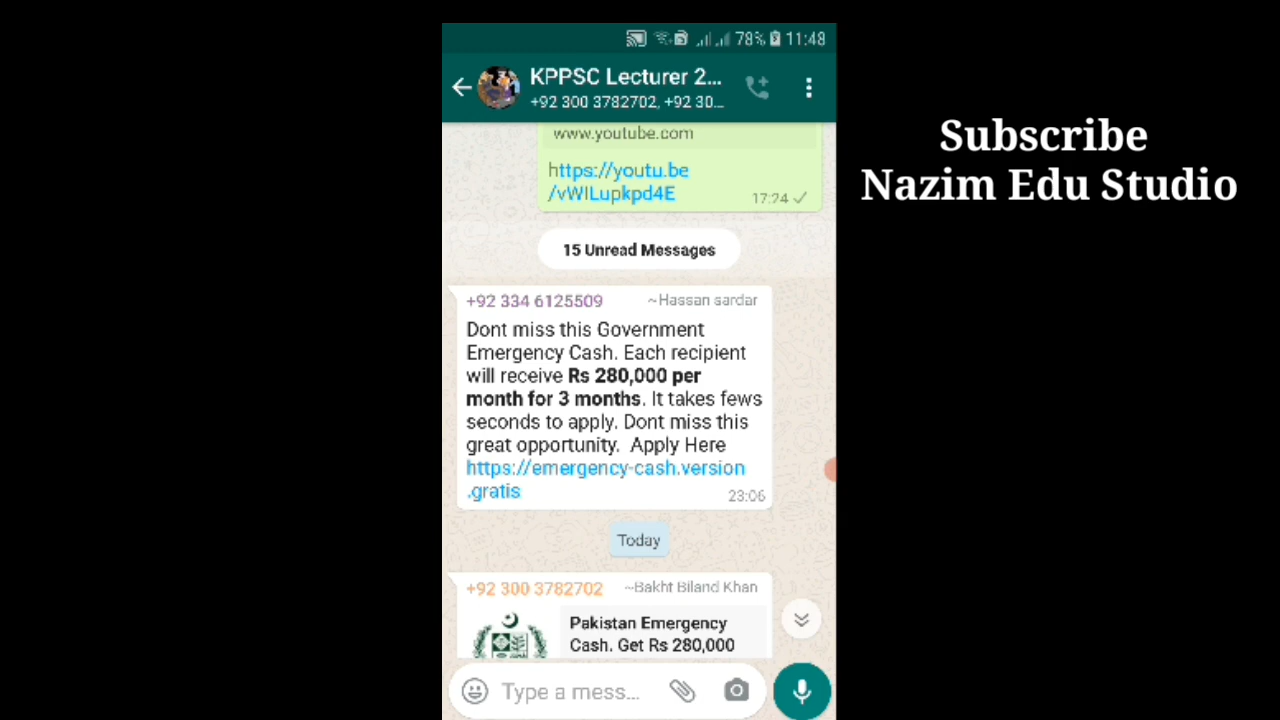 78% 11:48
KPPSC Lecturer 2...
+92 300 3782702, +92 30...
www.youtube.com
https://youtu.be
/vWILupkpd4E
17:24
15 Unread Messages
+92 334 6125509 ~Hassan sardar
Dont miss this Government
Emergency Cash. Each recipient
will receive Rs 280,000 per
month for 3 months. It takes fews
seconds to apply. Dont miss this
great opportunity. Apply Here
https://emergency-cash.version
.gratis
23:06
Today
+92 300 3782702 ~Bakht Biland Khan
Pakistan Emergency
Cash. Get Rs 280,000
Type a mess...
Subscribe
Nazim Edu Studio